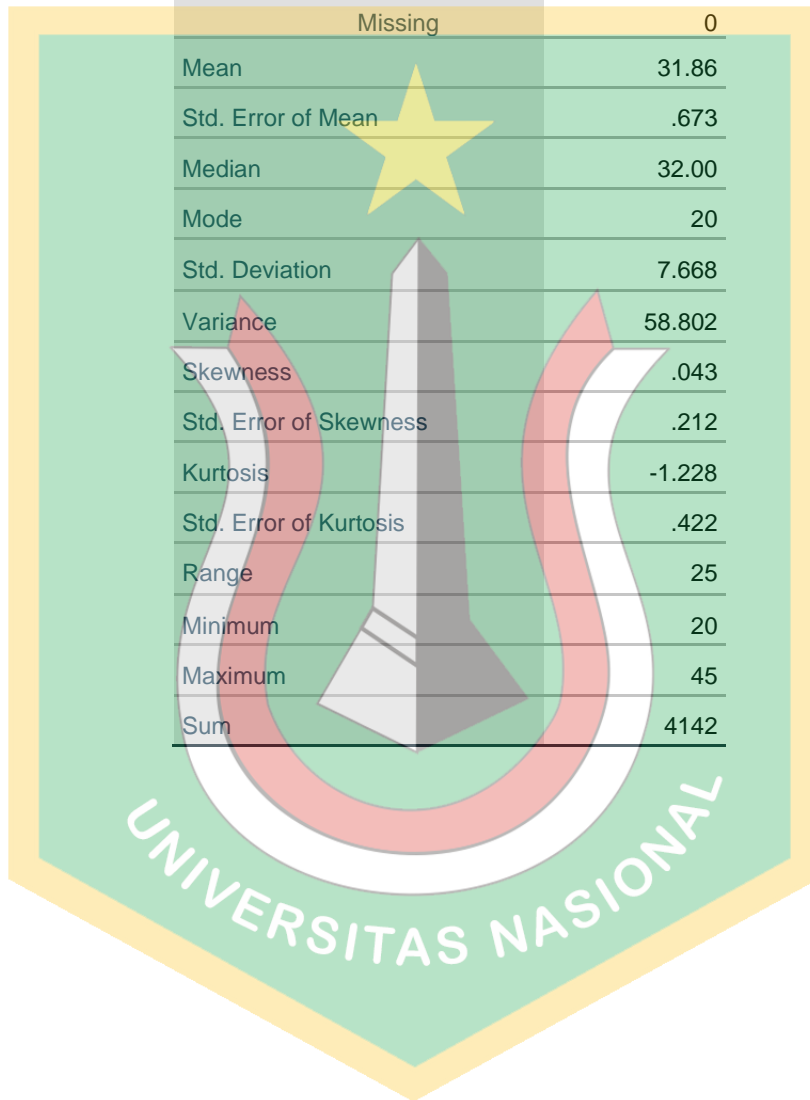 Missing 0
Mean 31.86
Std. Error of Mean .673
Median 32.00
Mode 20
Std. Deviation 7.668
Variance 58.802
Skewness .043
Std. Error of Skewness .212
Kurtosis -1.228
Std. Error of Kurtosis .422
Range 25
Minimum 20
Maximum 45
Sum 4142
UNIVERSITAS NASIONAL